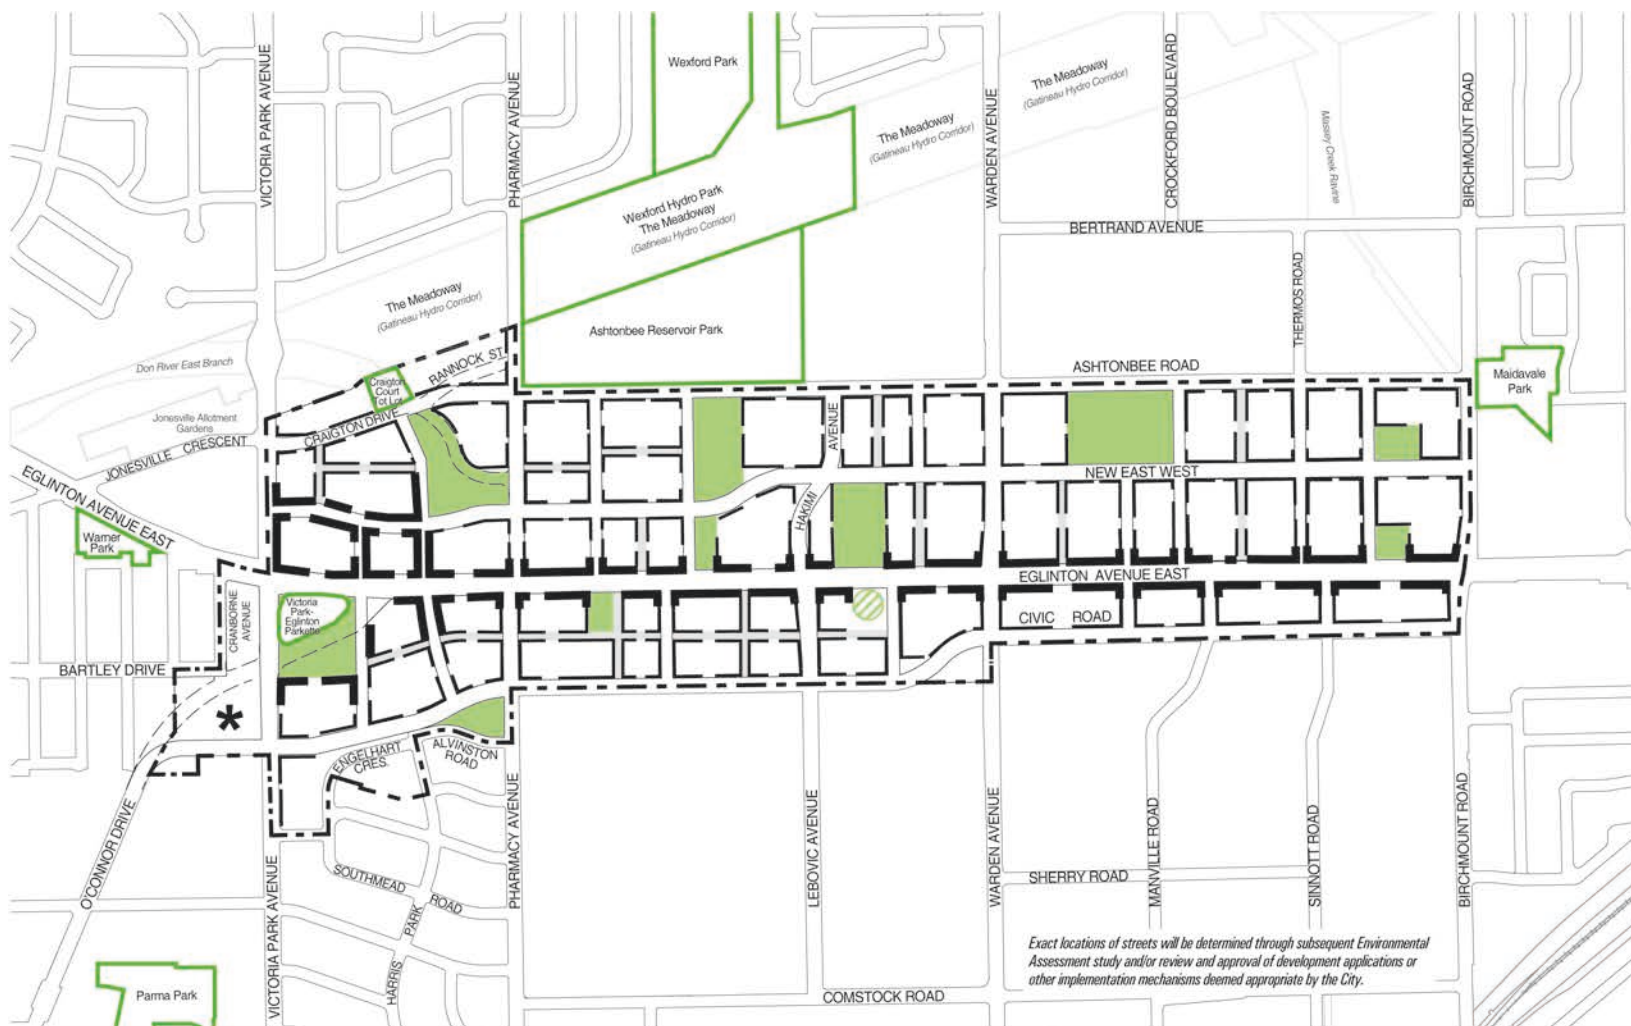 Wexford Park
The Meadoway
(Gatineau Hydro Corridor)
The Meadoway
(Gatineau Hydro Corridor)
VICTORIA PARK AVENUE
PHARMACY AVENUE
WARDEN AVENUE
CROCKFORD BOULEVARD
Massey Creek Ravine
BIRCHMOUNT ROAD
Wexford Hydro Park
The Meadoway
(Gatineau Hydro Corridor)
BERTRAND AVENUE
The Meadoway
(Gatineau Hydro Corridor)
THERMOS ROAD
Ashtonbee Reservoir Park
Don River East Branch
RANNOCK ST.
ASHTONBEE ROAD
Maidavale
Park
Craigton
Court
Tot Lot
Jonesville Allotment
Gardens
CRAIGTON DRIVE
JONESVILLE CRESCENT
HAKIMI AVENUE
NEW EAST WEST
EGLINTON AVENUE EAST
Warner
Park
EGLINTON AVENUE EAST
CRANBORNE
AVENUE
Victoria
Park-
Eglinton
Parkette
CIVIC ROAD
BARTLEY DRIVE
*
ENGELHART
CRES.
ALVINSTON
ROAD
O'CONNOR DRIVE
VICTORIA PARK AVENUE
PHARMACY AVENUE
LEBOVIC AVENUE
WARDEN AVENUE
MANVILLE ROAD
SINNOTT ROAD
BIRCHMOUNT ROAD
SOUTHMEAD ROAD
SHERRY ROAD
HARRIS PARK
Exact locations of streets will be determined through subsequent Environmental
Assessment study and/or review and approval of development applications or
other implementation mechanisms deemed appropriate by the City.
Parma Park
COMSTOCK ROAD